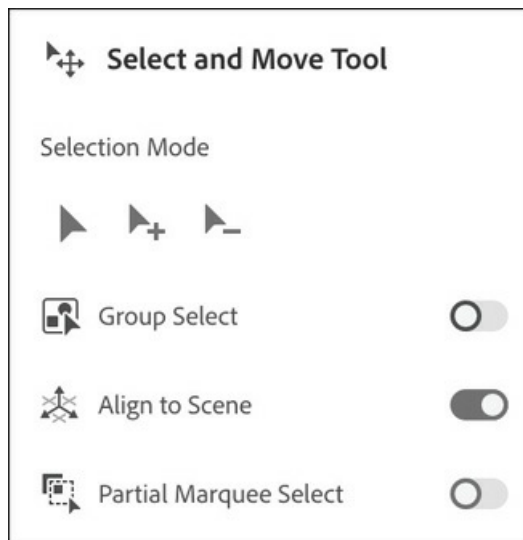 Select and Move Tool
Selection Mode
Group Select
Align to Scene
Partial Marquee Select